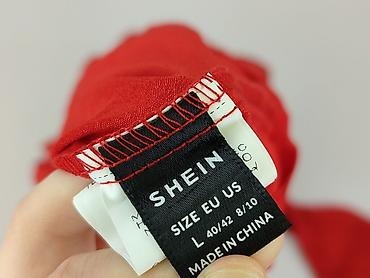 SHEIN
SIZE EU US
L 40/42 8/10
MADE IN CHINA